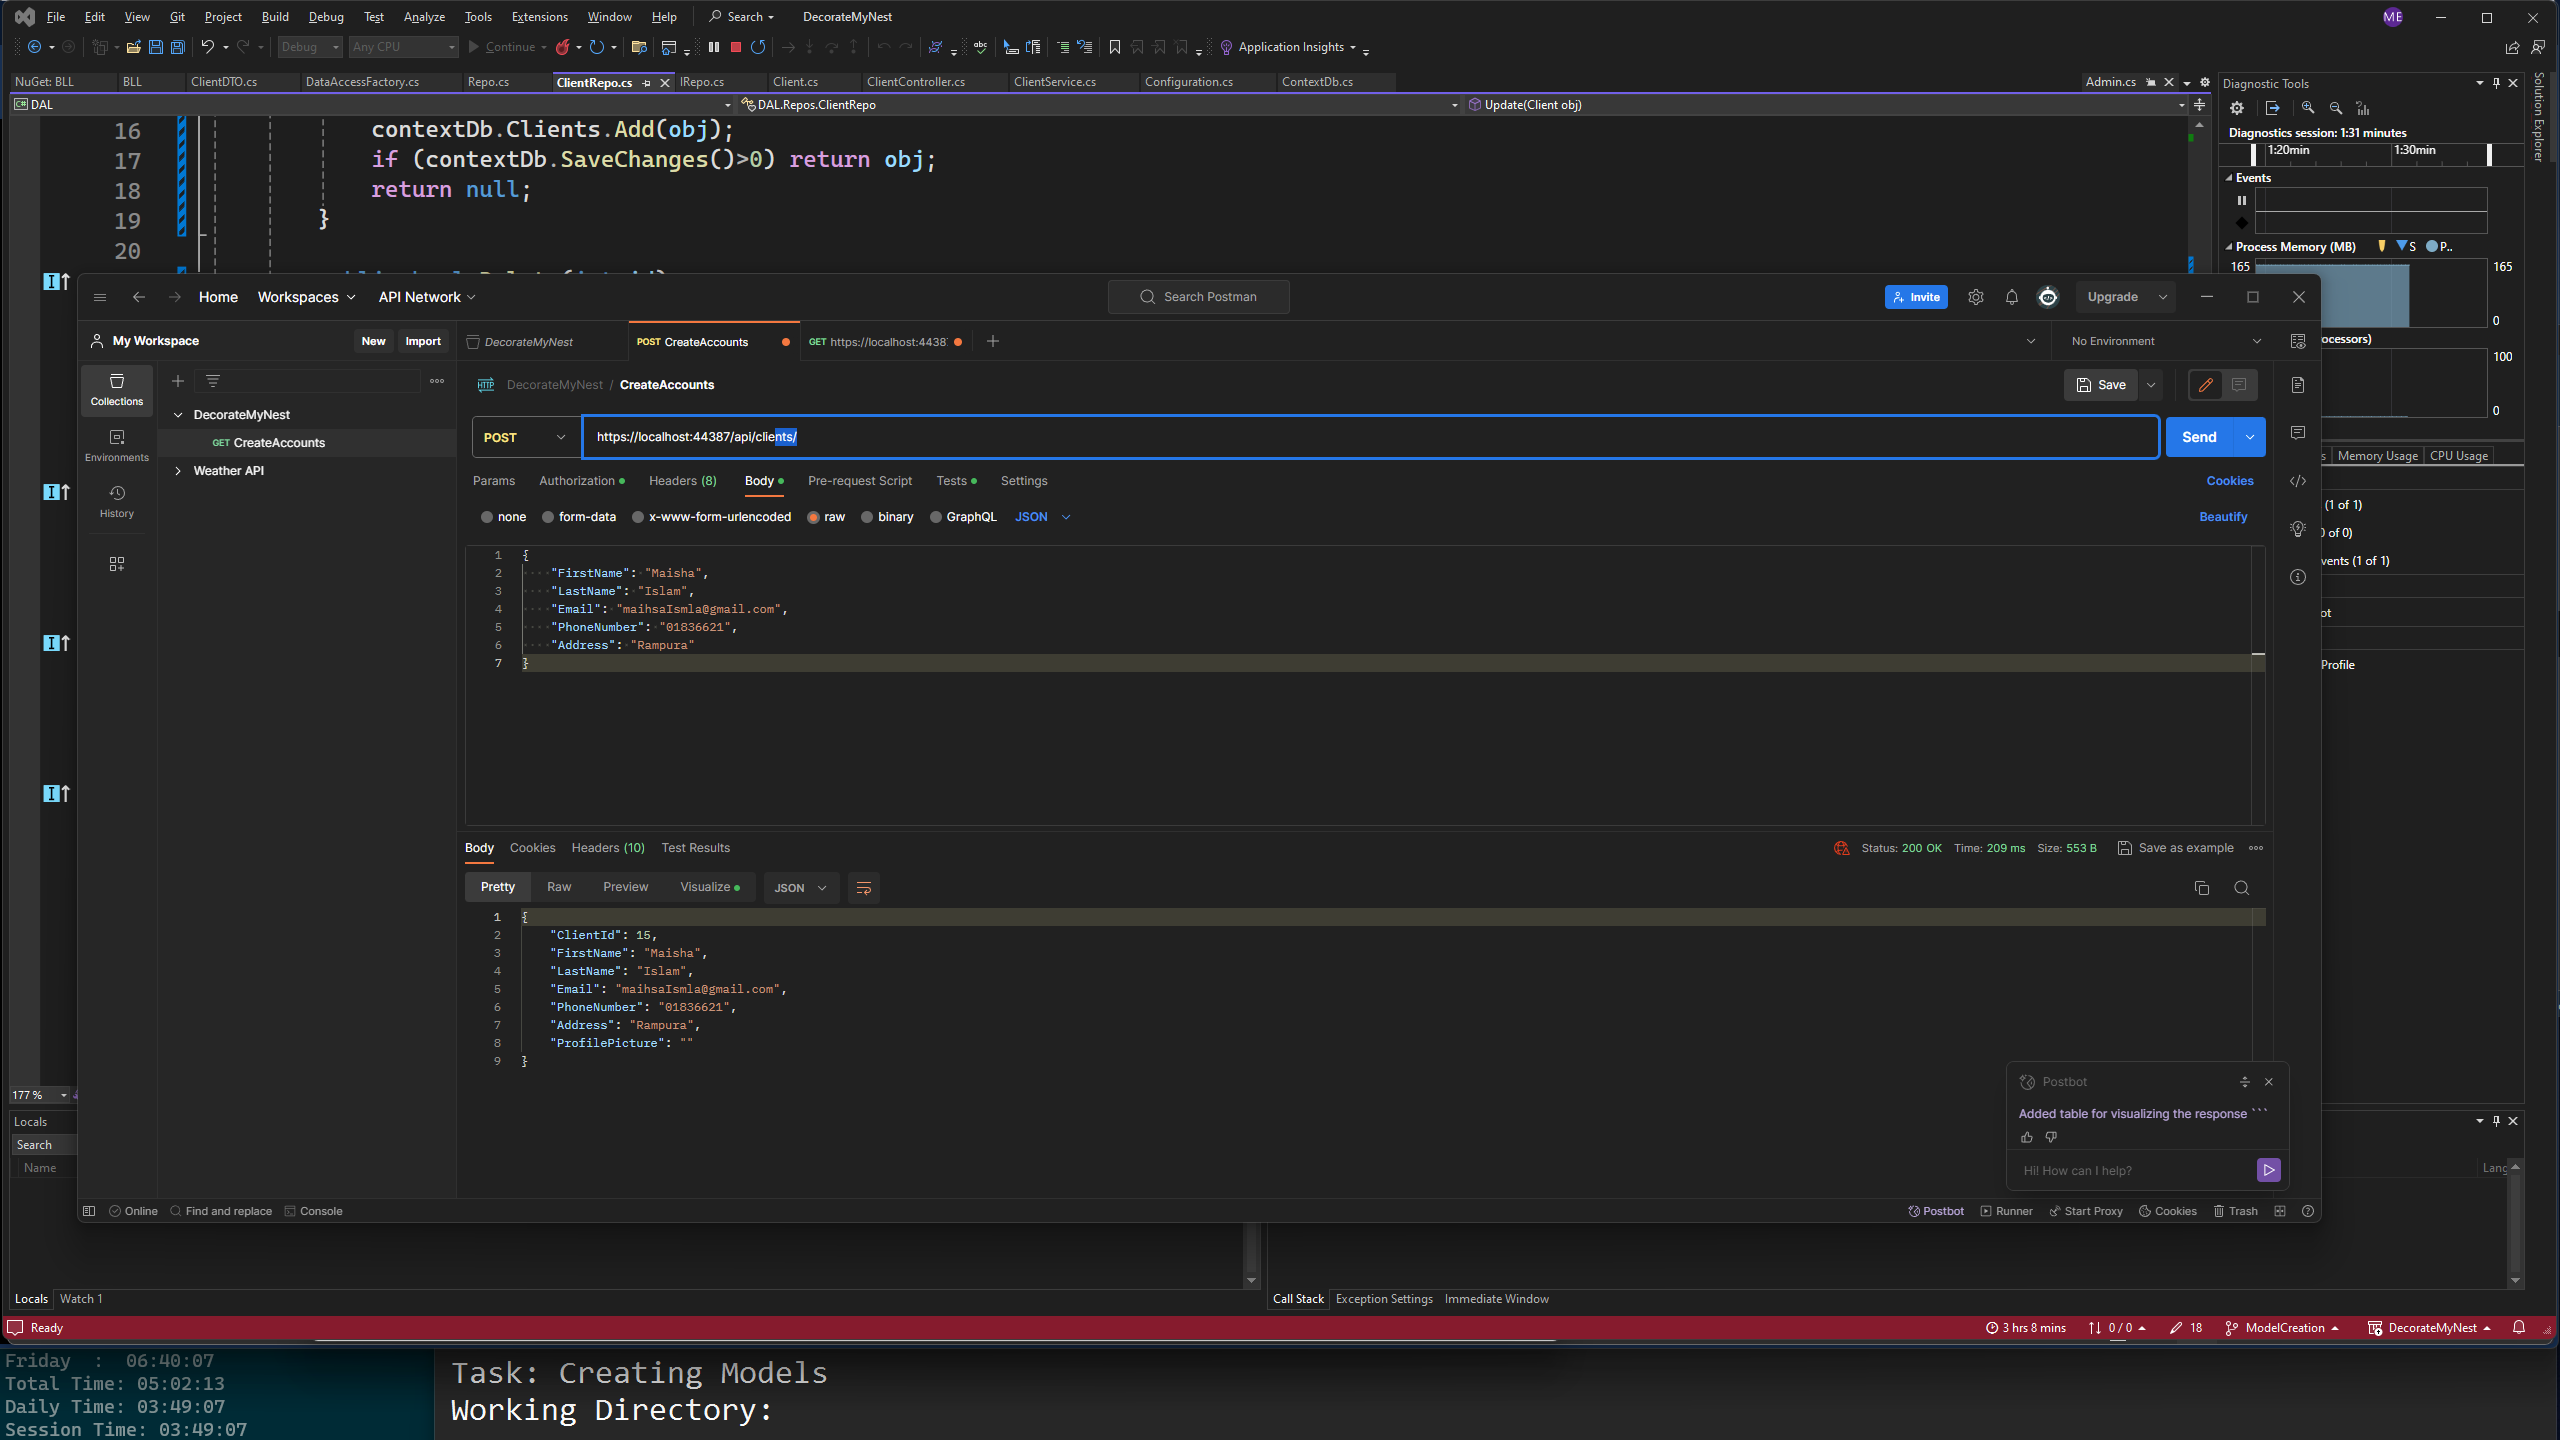 File Edit View Git Project Build Debug Test Analyze Tools Extensions Window Help Search DecorateMyNest ME
Debug Any CPU Continue Application Insights
NuGet: BLL BLL ClientDTO.cs DataAccessFactory.cs Repo.cs ClientRepo.cs IRepo.cs Client.cs ClientController.cs ClientService.cs Configuration.cs ContextDb.cs Admin.cs
DAL DAL.Repos.ClientRepo Update(Client obj)
16 contextDb.Clients.Add(obj);
17 if (contextDb.SaveChanges()>0) return obj;
18 return null;
19 }
20
Diagnostic Tools
Diagnostics session: 1:31 minutes
1:20min 1:30min
Events
Process Memory (MB) S P..
165 165
0
ocessors)
100
0
Memory Usage CPU Usage
(1 of 1)
of 0)
vents (1 of 1)
ot
Profile
Solution Explorer
Home Workspaces API Network Search Postman Invite Upgrade
My Workspace New Import
DecorateMyNest POST CreateAccounts GET https://localhost:4438 No Environment
Collections
Environments
History
DecorateMyNest
GET CreateAccounts
Weather API
HTTP DecorateMyNest / CreateAccounts Save
POST https://localhost:44387/api/clients/ Send
Params Authorization Headers (8) Body Pre-request Script Tests Settings Cookies
none form-data x-www-form-urlencoded raw binary GraphQL JSON Beautify
1 {
2 "FirstName": "Maisha",
3 "LastName": "Islam",
4 "Email": "maihsaIsmla@gmail.com",
5 "PhoneNumber": "01836621",
6 "Address": "Rampura"
7 }
Body Cookies Headers (10) Test Results Status: 200 OK Time: 209 ms Size: 553 B Save as example
Pretty Raw Preview Visualize JSON
1 {
2 "ClientId": 15,
3 "FirstName": "Maisha",
4 "LastName": "Islam",
5 "Email": "maihsaIsmla@gmail.com",
6 "PhoneNumber": "01836621",
7 "Address": "Rampura",
8 "ProfilePicture": ""
9 }
Postbot
Added table for visualizing the response ```
Hi! How can I help?
Online Find and replace Console Postbot Runner Start Proxy Cookies Trash
177 %
Locals
Search
Name
Lang
Locals Watch 1 Call Stack Exception Settings Immediate Window
Ready 3 hrs 8 mins 0 / 0 18 ModelCreation DecorateMyNest
Friday : 06:40:07
Total Time: 05:02:13
Daily Time: 03:49:07
Session Time: 03:49:07
Task: Creating Models
Working Directory: